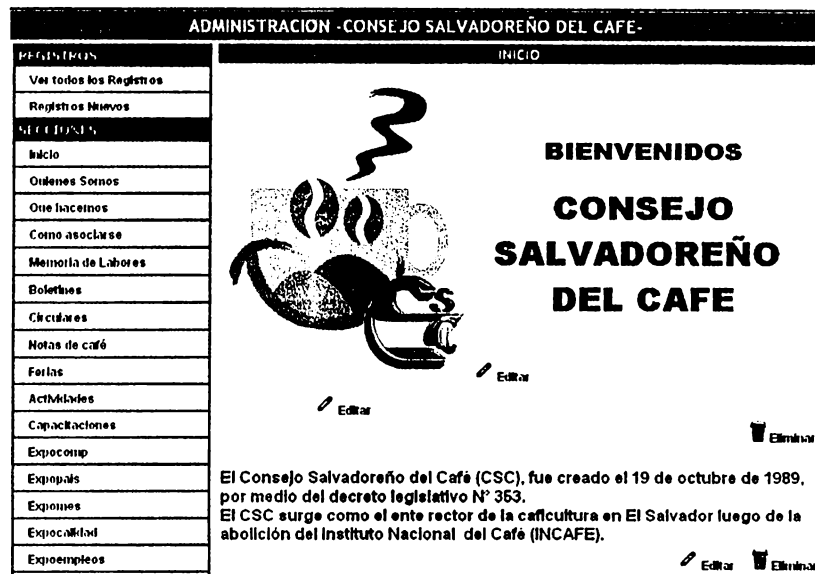 ADMINISTRACION -CONSEJO SALVADOREÑO DEL CAFE-
REGISTROS
Ver todos los Registros
Registros Nuevos
SECCIONES
Inicio
Quienes Somos
Que hacemos
Como asociarse
Memoria de Labores
Boletines
Circulares
Notas de café
Ferias
Actividades
Capacitaciones
Expocomp
Expopais
Expomes
Expocalidad
Expoempleos
INICIO
BIENVENIDOS
CONSEJO
SALVADOREÑO
DEL CAFE
CSC
Editar
Editar
Eliminar
El Consejo Salvadoreño del Café (CSC), fue creado el 19 de octubre de 1989,
por medio del decreto legislativo N° 353.
El CSC surge como el ente rector de la caficultura en El Salvador luego de la
abolición del Instituto Nacional del Café (INCAFE).
Editar
Eliminar